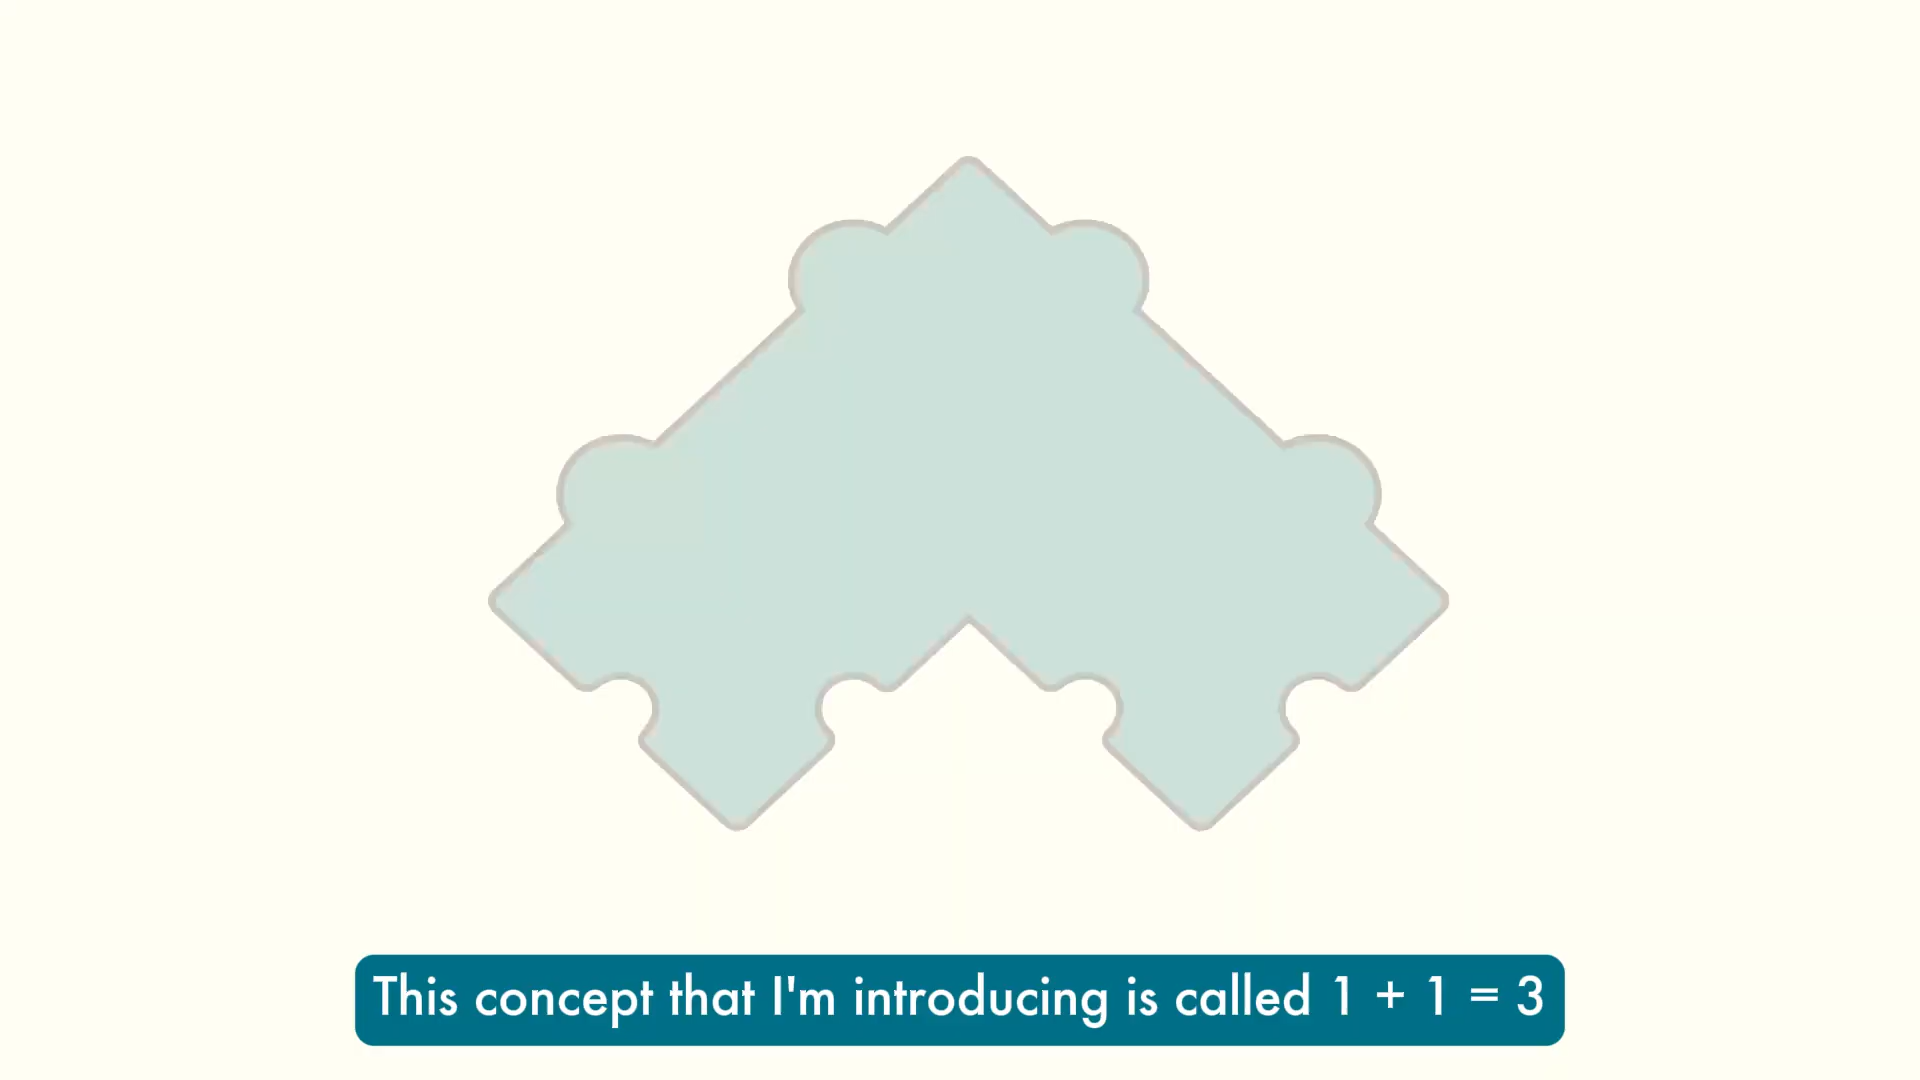 This concept that I'm introducing is called 1 + 1 = 3